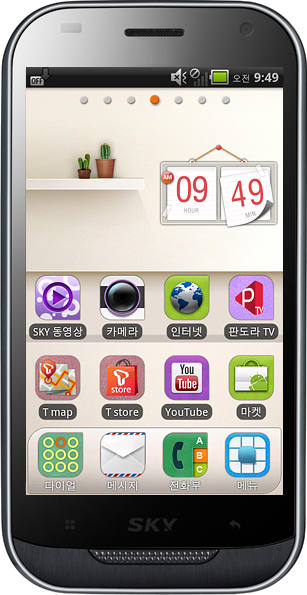 OFF
오전 9:49
AM
09
49
HOUR
MIN
TV
SKY 동영상
카메라
인터넷
판도라 TV
T store
You
Tube
T map
T store
YouTube
마켓
A
B
C
다이얼
메시지
전화부
메뉴
SKY